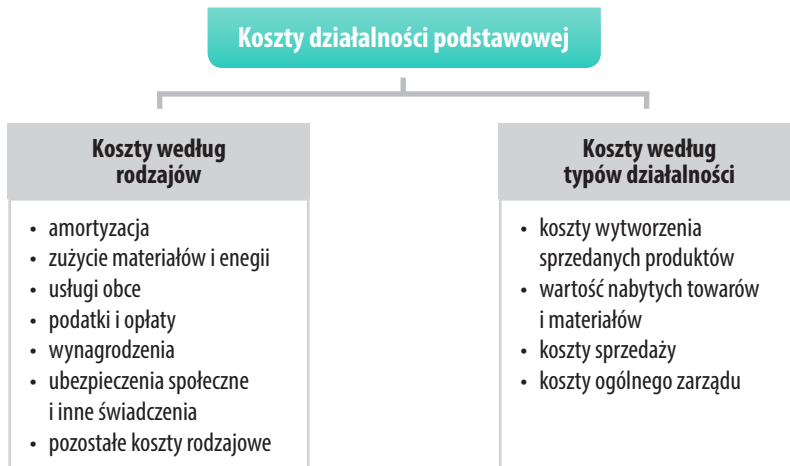 Koszty działalności podstawowej
Koszty według
rodzajów
• amortyzacja
• zużycie materiałów i enegii
• usługi obce
• podatki i opłaty
• wynagrodzenia
• ubezpieczenia społeczne
i inne świadczenia
• pozostałe koszty rodzajowe
Koszty według
typów działalności
• koszty wytworzenia
sprzedanych produktów
• wartość nabytych towarów
i materiałów
• koszty sprzedaży
• koszty ogólnego zarządu